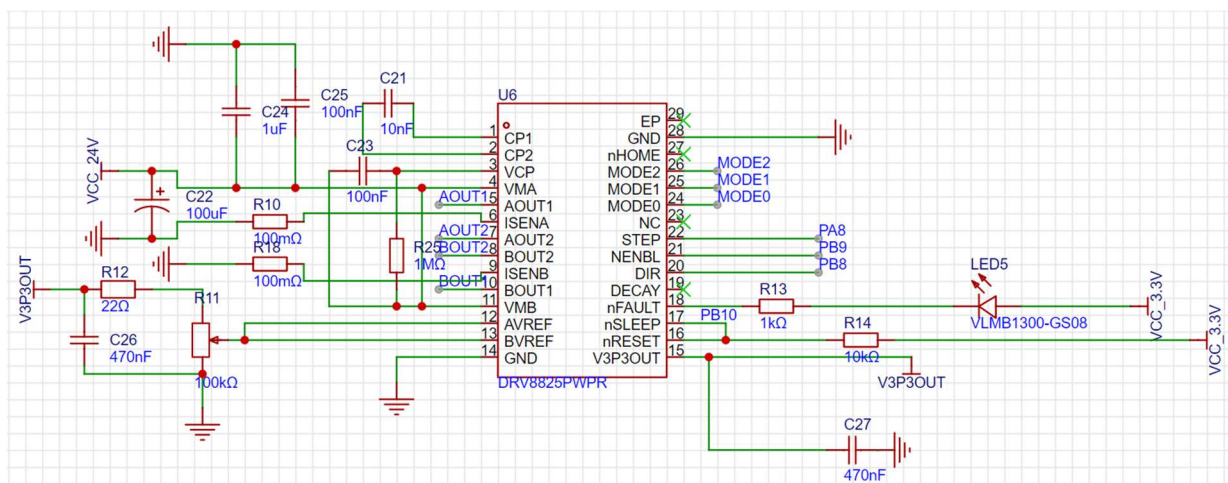 C21
10nF
C24
1uF
C25
100nF
C23
100nF
VCC_24V
C22
100uF
R10
100mΩ
R18
100mΩ
R25
1MΩ
AOUT1
AOUT2
BOUT2
BOUT1
V3P3OUT
R12
22Ω
R11
100kΩ
C26
470nF
U6
1 CP1
2 CP2
3 VCP
4 VMA
5 AOUT1
6 ISENA
7 AOUT2
8 BOUT2
9 ISENB
10 BOUT1
11 VMB
12 AVREF
13 BVREF
14 GND
EP 29
GND 28
nHOME 27
MODE2 26
MODE1 25
MODE0 24
NC 23
STEP 22
NENBL 21
DIR 20
DECAY 19
nFAULT 18
nSLEEP 17
nRESET 16
V3P3OUT 15
DRV8825PWPR
MODE2
MODE1
MODE0
PA8
PB9
PB8
PB10
R13
1kΩ
LED5
VLMB1300-GS08
VCC_3.3V
R14
10kΩ
VCC_3.3V
V3P3OUT
C27
470nF